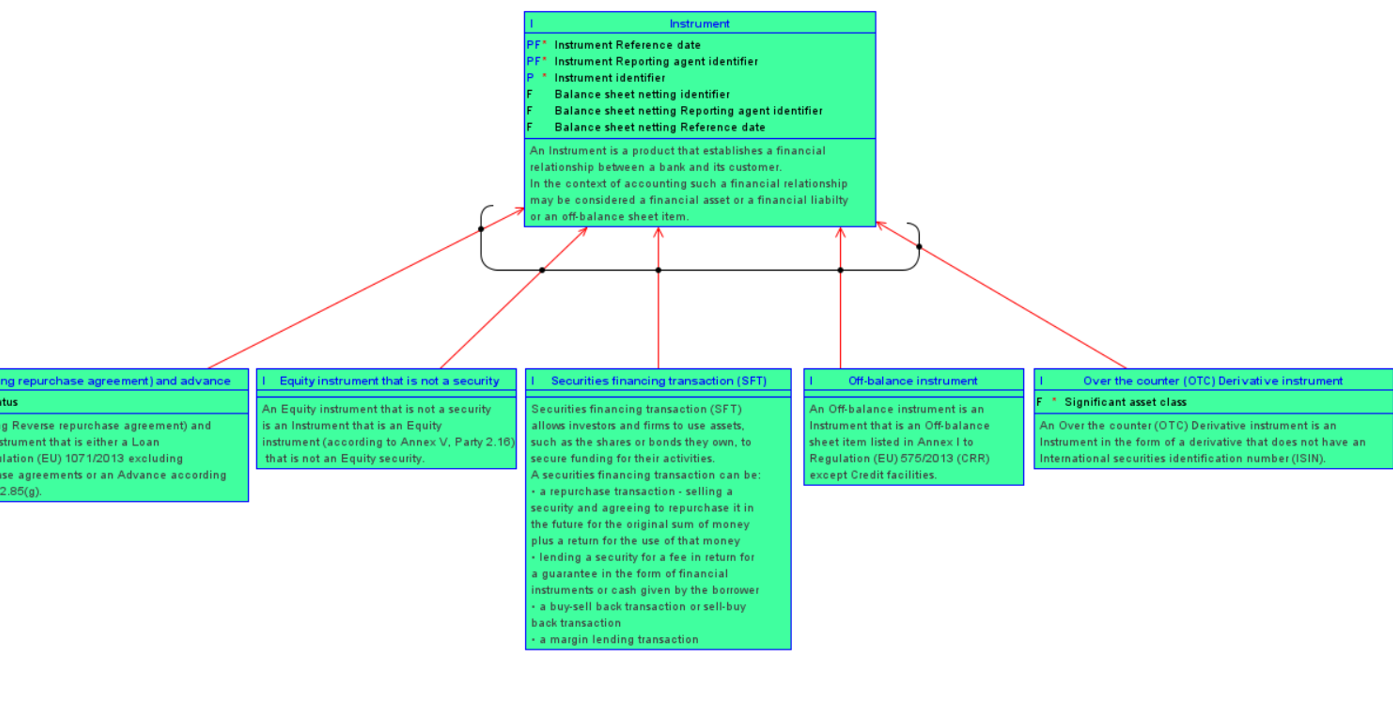 I Instrument
PF* Instrument Reference date
PF* Instrument Reporting agent identifier
P * Instrument identifier
F Balance sheet netting identifier
F Balance sheet netting Reporting agent identifier
F Balance sheet netting Reference date
An Instrument is a product that establishes a financial
relationship between a bank and its customer.
In the context of accounting such a financial relationship
may be considered a financial asset or a financial liabilty
or an off-balance sheet item.
ng repurchase agreement) and advance
atus
g Reverse repurchase agreement) and
strument that is either a Loan
ulation (EU) 1071/2013 excluding
ase agreements or an Advance according
2.85(g).
I Equity instrument that is not a security
An Equity instrument that is not a security
is an Instrument that is an Equity
instrument (according to Annex V, Party 2.16)
that is not an Equity security.
I Securities financing transaction (SFT)
Securities financing transaction (SFT)
allows investors and firms to use assets,
such as the shares or bonds they own, to
secure funding for their activities.
A securities financing transaction can be:
- a repurchase transaction - selling a
security and agreeing to repurchase it in
the future for the original sum of money
plus a return for the use of that money
- lending a security for a fee in return for
a guarantee in the form of financial
instruments or cash given by the borrower
- a buy-sell back transaction or sell-buy
back transaction
- a margin lending transaction
I Off-balance instrument
An Off-balance instrument is an
Instrument that is an Off-balance
sheet item listed in Annex I to
Regulation (EU) 575/2013 (CRR)
except Credit facilities.
I Over the counter (OTC) Derivative instrument
F * Significant asset class
An Over the counter (OTC) Derivative instrument is an
Instrument in the form of a derivative that does not have an
International securities identification number (ISIN).